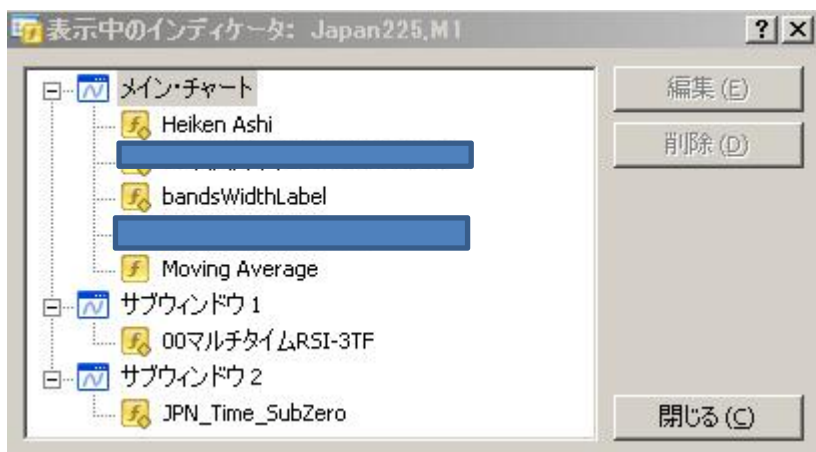 表示中のインディケータ: Japan225,M1
メイン・チャート
編集(E)
Heiken Ashi
削除(D)
bandsWidthLabel
Moving Average
サブウィンドウ1
00マルチタイムRSI-3TF
サブウィンドウ2
JPN_Time_SubZero
閉じる(C)